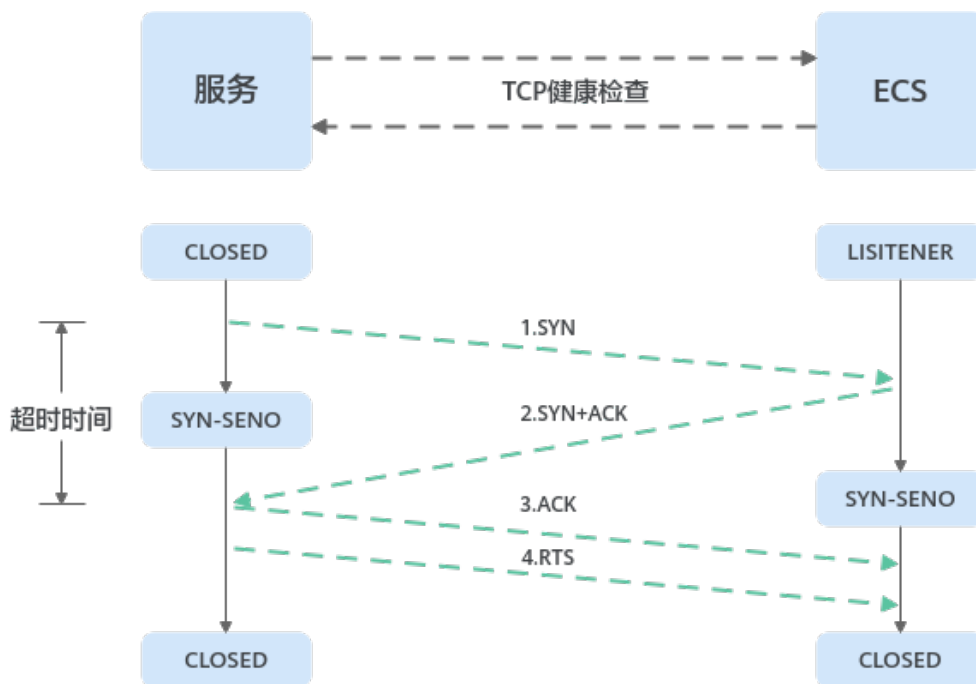 服务
TCP健康检查
ECS
CLOSED
LISITENER
1.SYN
超时时间
SYN-SENO
2.SYN+ACK
SYN-SENO
3.ACK
4.RTS
CLOSED
CLOSED